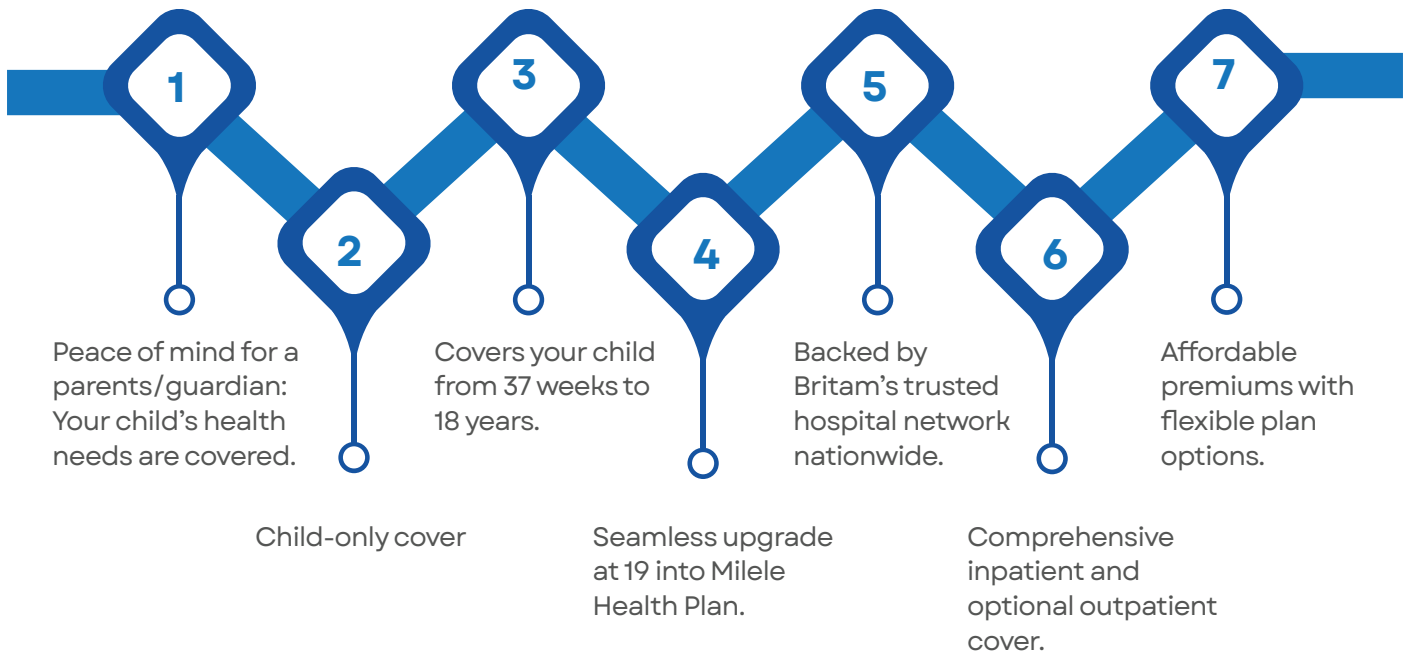 1
Peace of mind for a
parents/guardian:
Your child's health
needs are covered.
2
Child-only cover
3
Covers your child
from 37 weeks to
18 years.
4
Seamless upgrade
at 19 into Milele
Health Plan.
5
Backed by
Britam's trusted
hospital network
nationwide.
6
Comprehensive
inpatient and
optional outpatient
cover.
7
Affordable
premiums with
flexible plan
options.